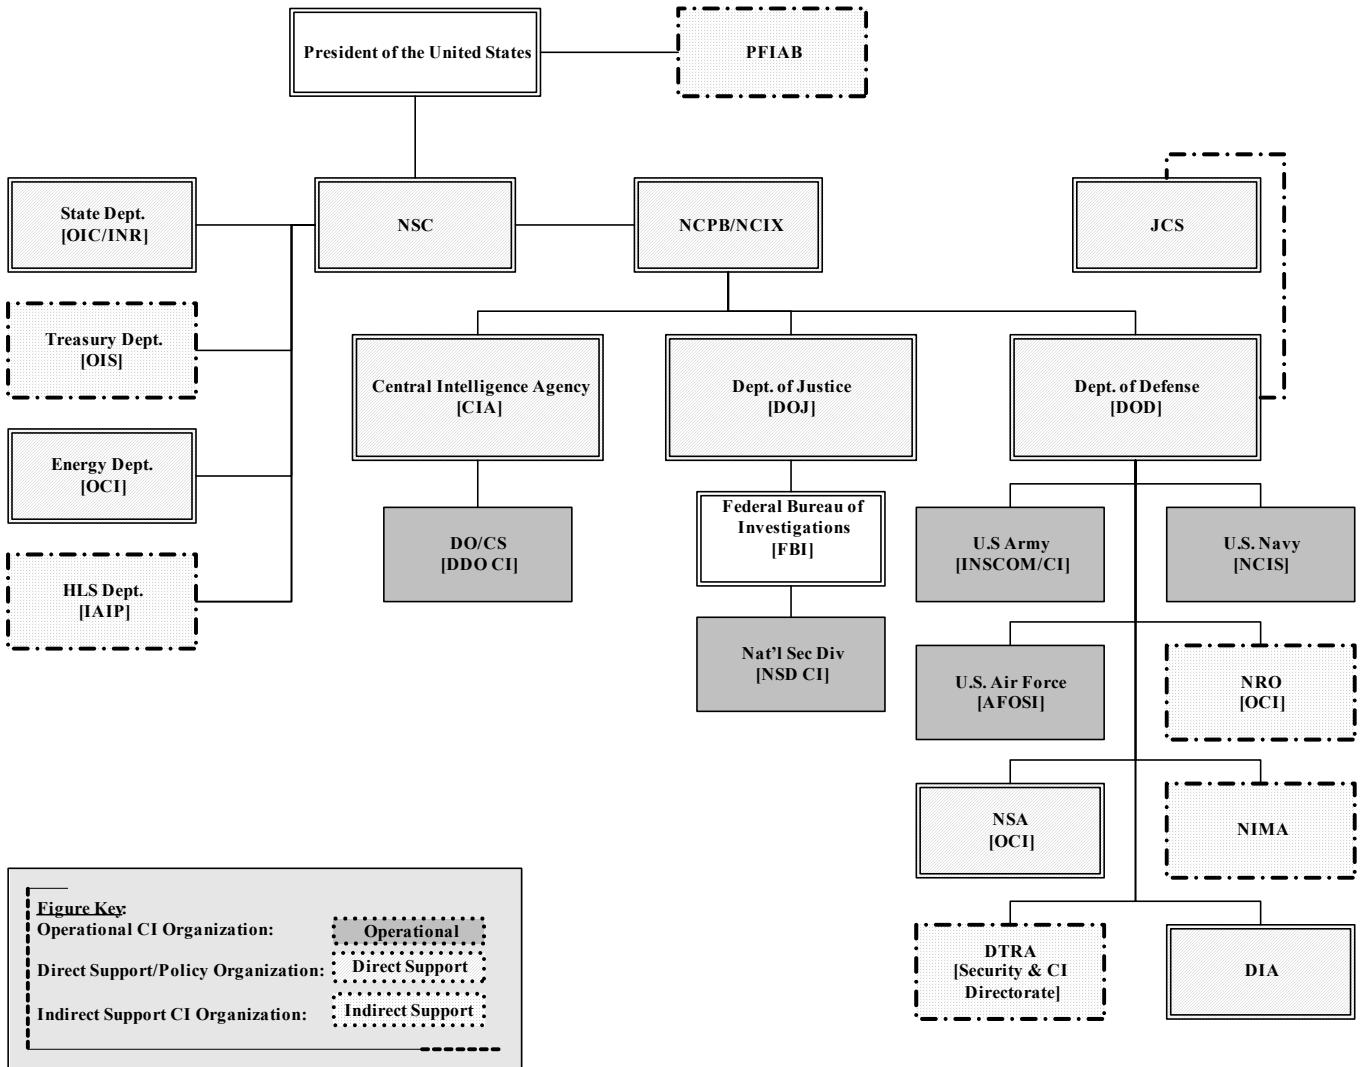 President of the United States
PFIAB
State Dept.
[OIC/INR]
NSC
NCPB/NCIX
JCS
Treasury Dept.
[OIS]
Central Intelligence Agency
[CIA]
Dept. of Justice
[DOJ]
Dept. of Defense
[DOD]
Energy Dept.
[OCI]
DO/CS
[DDO CI]
Federal Bureau of
Investigations
[FBI]
U.S Army
[INSCOM/CI]
U.S. Navy
[NCIS]
HLS Dept.
[IAIP]
Nat'l Sec Div
[NSD CI]
U.S. Air Force
[AFOSI]
NRO
[OCI]
NSA
[OCI]
NIMA
DTRA
[Security & CI
Directorate]
DIA
Figure Key:
Operational CI Organization:
Operational
Direct Support/Policy Organization:
Direct Support
Indirect Support CI Organization:
Indirect Support